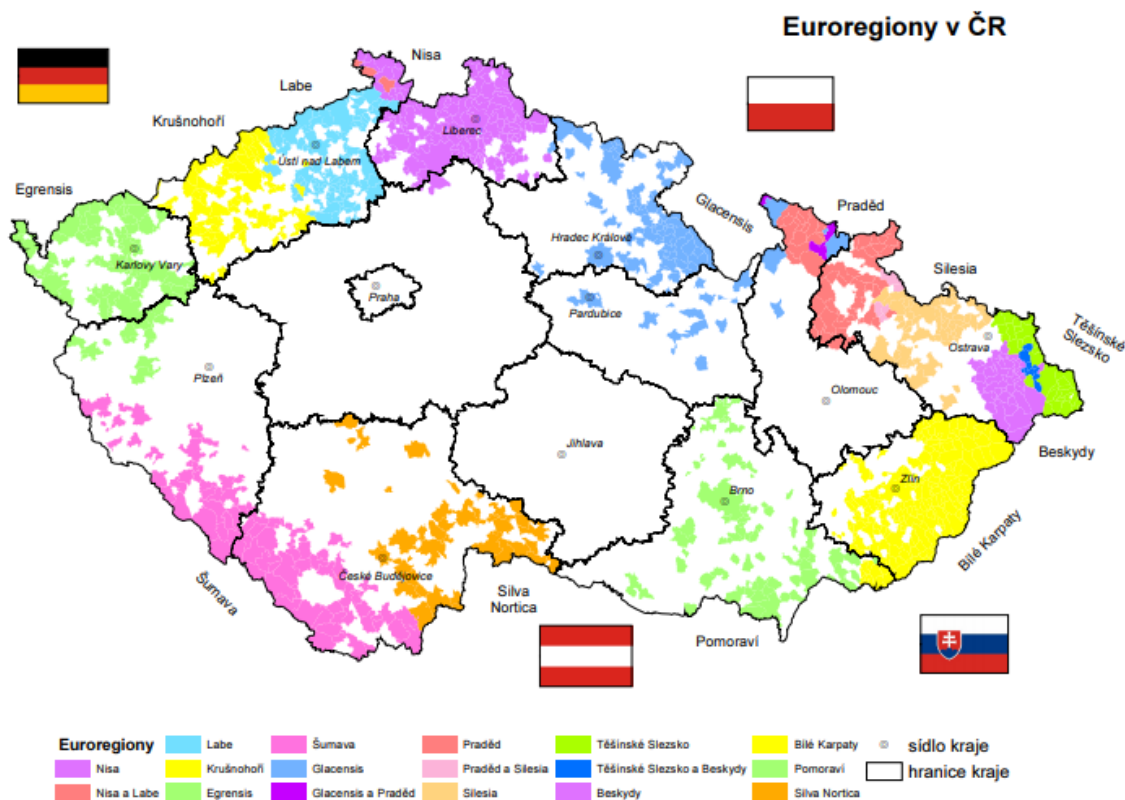 Euroregiony v ČR
Nisa
Labe
Krušnohoří
Egrensis
Liberec
Ústí nad Labem
Karlovy Vary
Glacensis
Praděd
Hradec Králové
Silesia
Praha
Pardubice
Těšínské
Slezsko
Ostrava
Plzeň
Olomouc
Jihlava
Beskydy
Zlín
Brno
Bílé Karpaty
České Budějovice
Šumava
Silva
Nortica
Pomoraví
Euroregiony
Nisa
Nisa a Labe
Labe
Krušnohoří
Egrensis
Šumava
Glacensis
Glacensis a Praděd
Praděd
Praděd a Silesia
Silesia
Těšínské Slezsko
Těšínské Slezsko a Beskydy
Beskydy
Bílé Karpaty
Pomoraví
Silva Nortica
sídlo kraje
hranice kraje